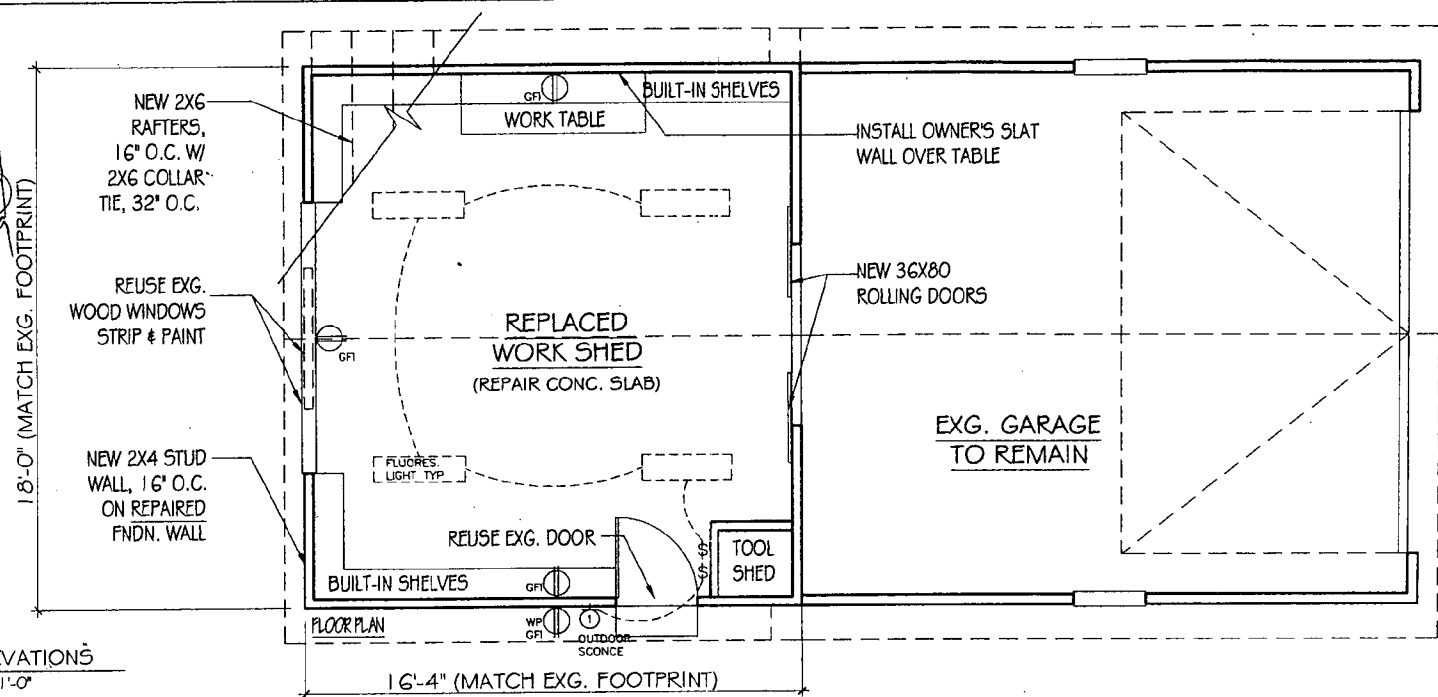 NEW 2X6
RAFTERS,
16" O.C. W/
2X6 COLLAR
TIE, 32" O.C.
REUSE EXG.
WOOD WINDOWS
STRIP & PAINT
NEW 2X4 STUD
WALL, 16" O.C.
ON REPAIRED
FNDN. WALL
18'-0" (MATCH EXG. FOOTPRINT)
GFI
WORK TABLE
BUILT-IN SHELVES
INSTALL OWNER'S SLAT
WALL OVER TABLE
NEW 36X80
ROLLING DOORS
GFI
REPLACED
WORK SHED
(REPAIR CONC. SLAB)
EXG. GARAGE
TO REMAIN
FLUORES.
LIGHT TYP.
REUSE EXG. DOOR
S
S
TOOL
SHED
BUILT-IN SHELVES
GFI
FLOOR PLAN
WP
GFI
1
OUTDOOR
SCONCE
16'-4" (MATCH EXG. FOOTPRINT)
VATIONS
1'-0"